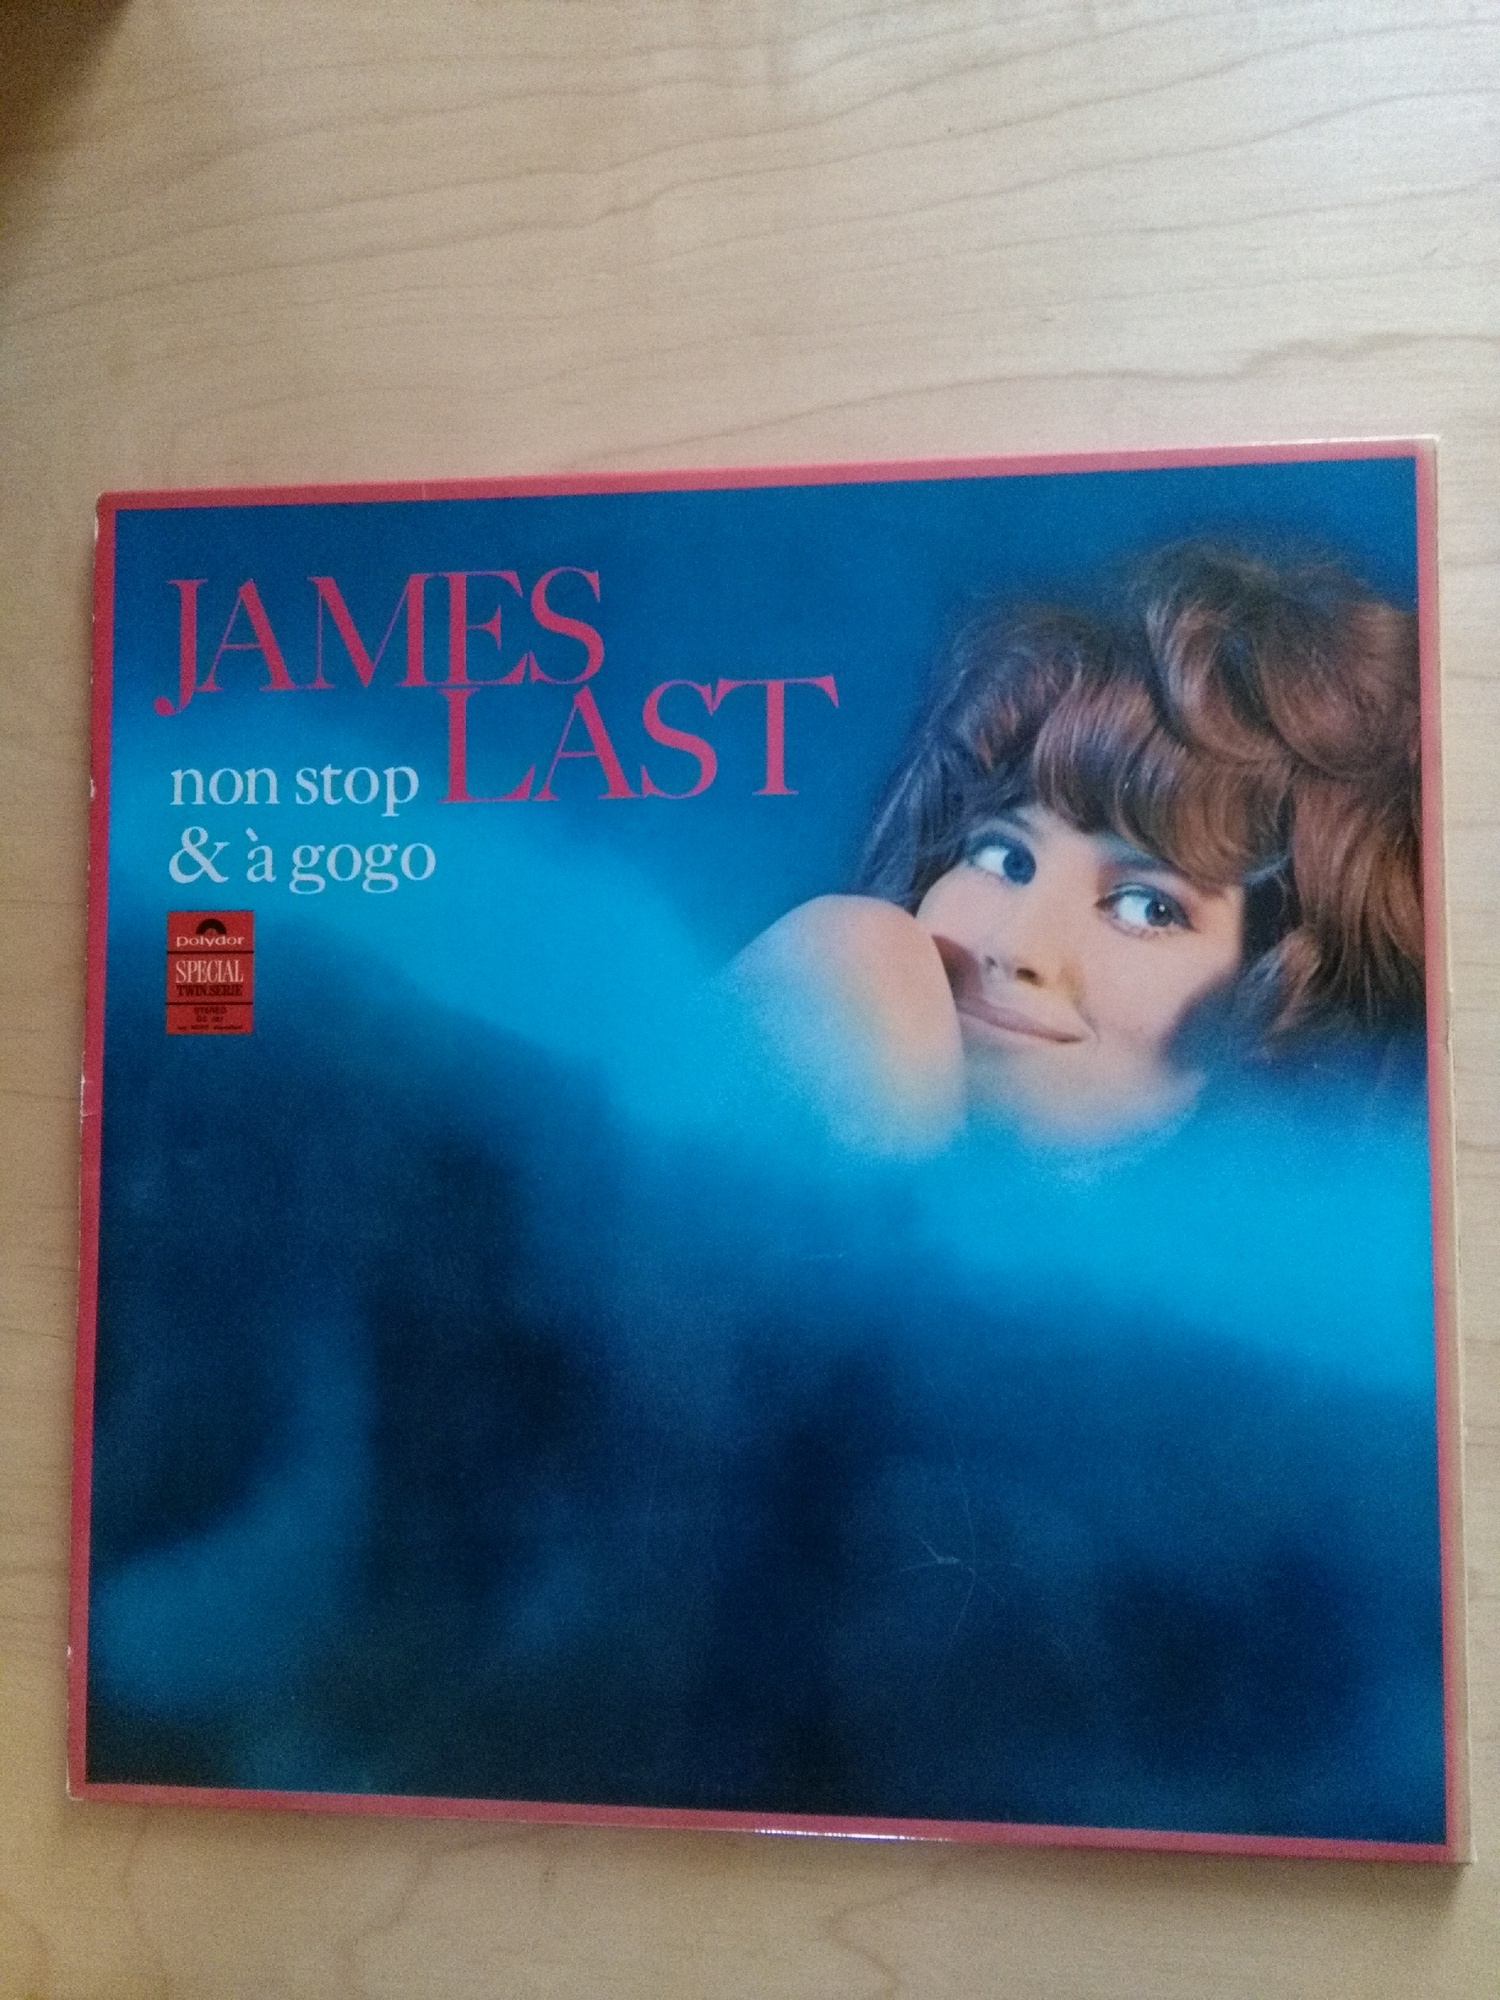 JAMES
LAST
non stop
& à gogo
polydor
SPECIAL
TWIN SERIE
STEREO